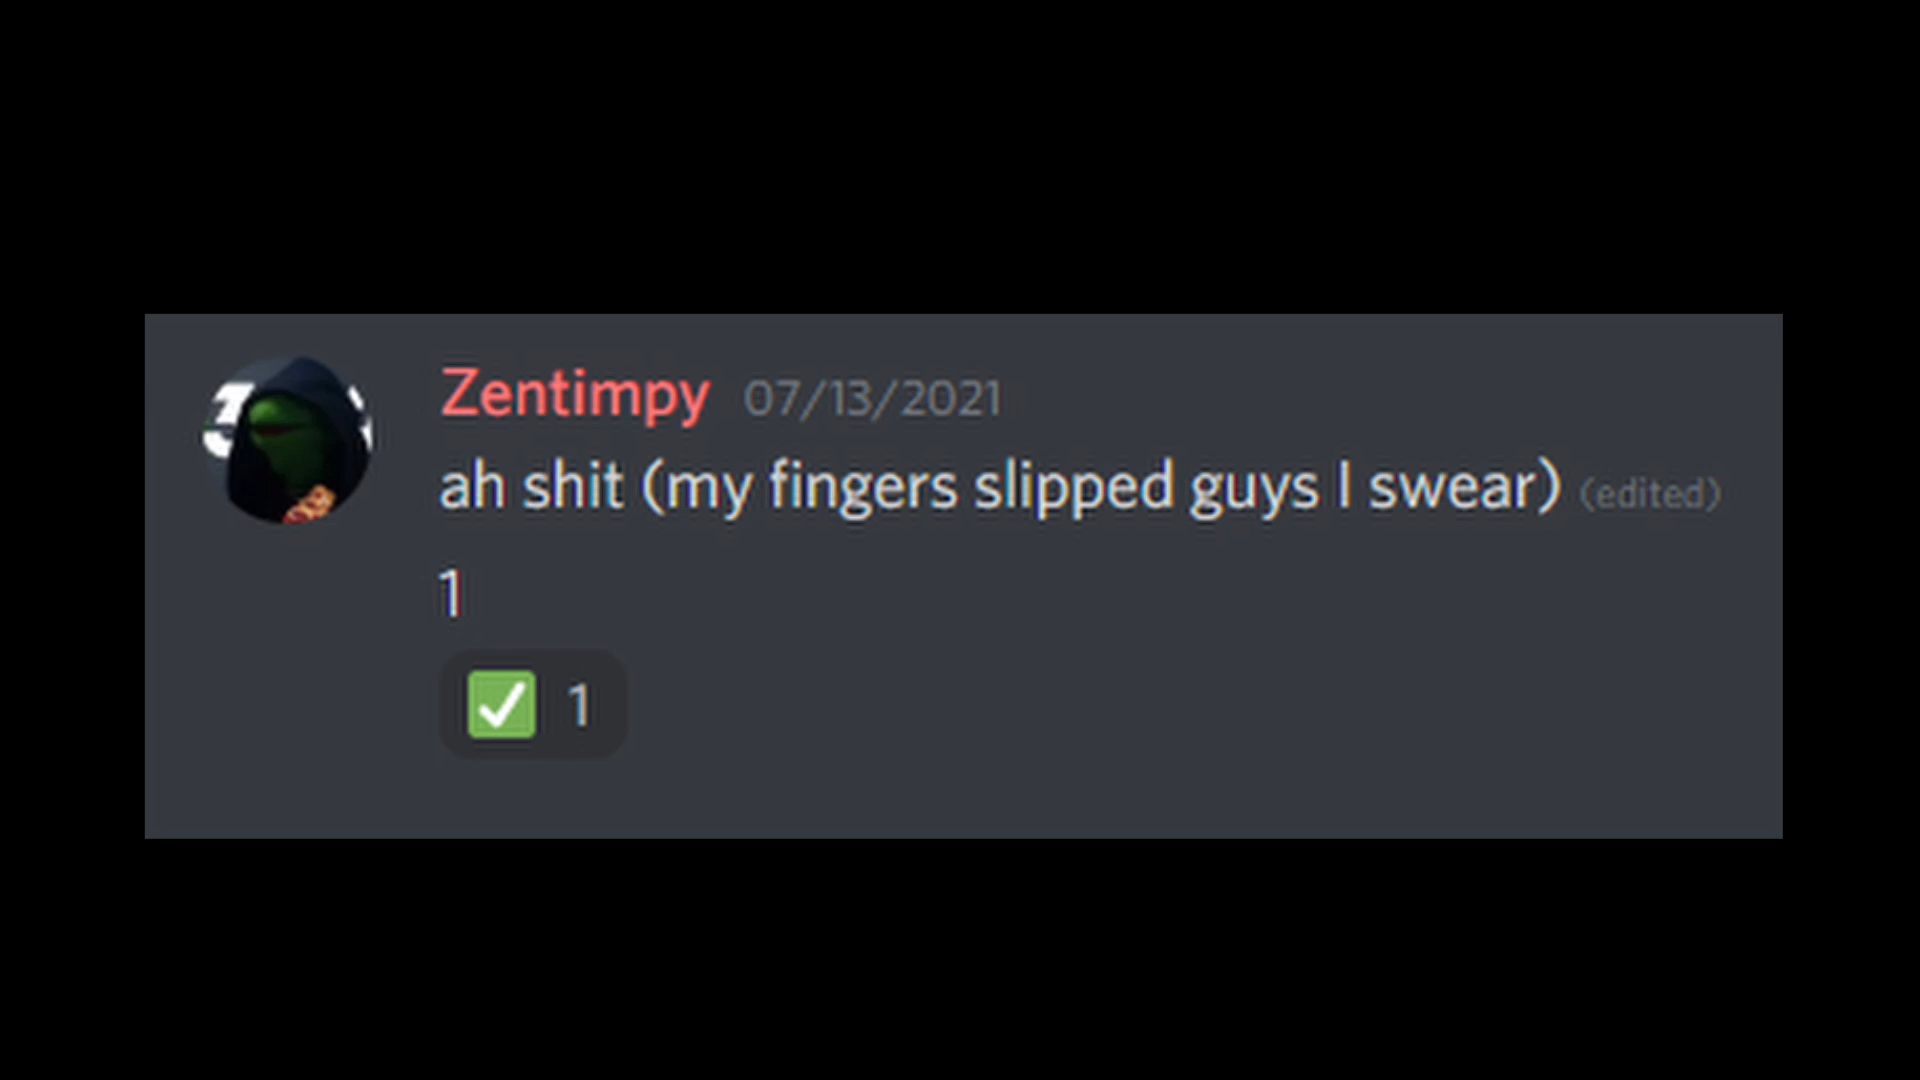 Zentimpy 07/13/2021
ah shit (my fingers slipped guys I swear) (edited)
1
✅ 1